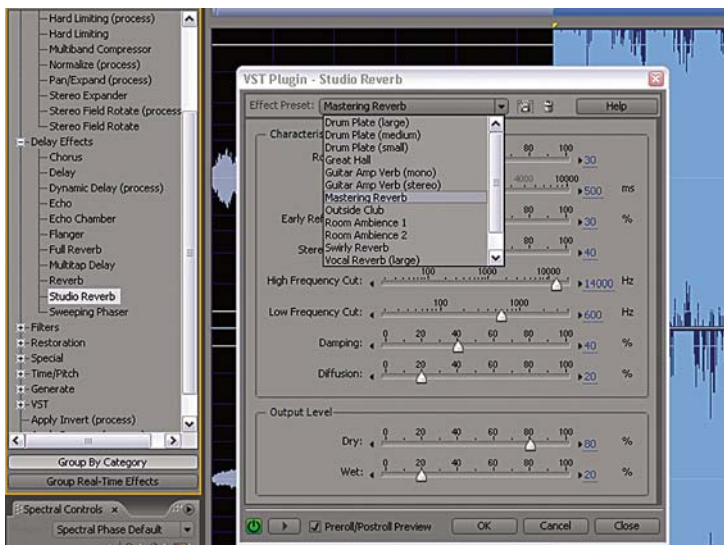 Hard Limiting (process)
Hard Limiting
Multiband Compressor
Normalize (process)
Pan/Expand (process)
Stereo Expander
Stereo Field Rotate (process
Stereo Field Rotate
Delay Effects
Chorus
Delay
Dynamic Delay (process)
Echo
Echo Chamber
Flanger
Full Reverb
Multitap Delay
Reverb
Studio Reverb
Sweeping Phaser
Filters
Restoration
Special
Time/Pitch
Generate
VST
Apply Invert (process)
Group By Category
Group Real-Time Effects
Spectral Controls x
Spectral Phase Default
VST Plugin - Studio Reverb
Effect Preset: Mastering Reverb Help
Drum Plate (large)
Drum Plate (medium)
Drum Plate (small)
Great Hall
Guitar Amp Verb (mono)
Guitar Amp Verb (stereo)
Mastering Reverb
Outside Club
Room Ambience 1
Room Ambience 2
Swirly Reverb
Vocal Reverb (large)
Characteris
Ro 80 100 30
4000 10000 500 ms
Early Ref 80 100 30 %
Stere 80 100 40
100 1000 10000
High Frequency Cut: 14000 Hz
100 1000
Low Frequency Cut: 600 Hz
0 20 40 60 80 100
Damping: 40 %
0 20 40 60 80 100
Diffusion: 20 %
Output Level
0 20 40 60 80 100
Dry: 80 %
0 20 40 60 80 100
Wet: 20 %
Preroll/Postroll Preview OK Cancel Close